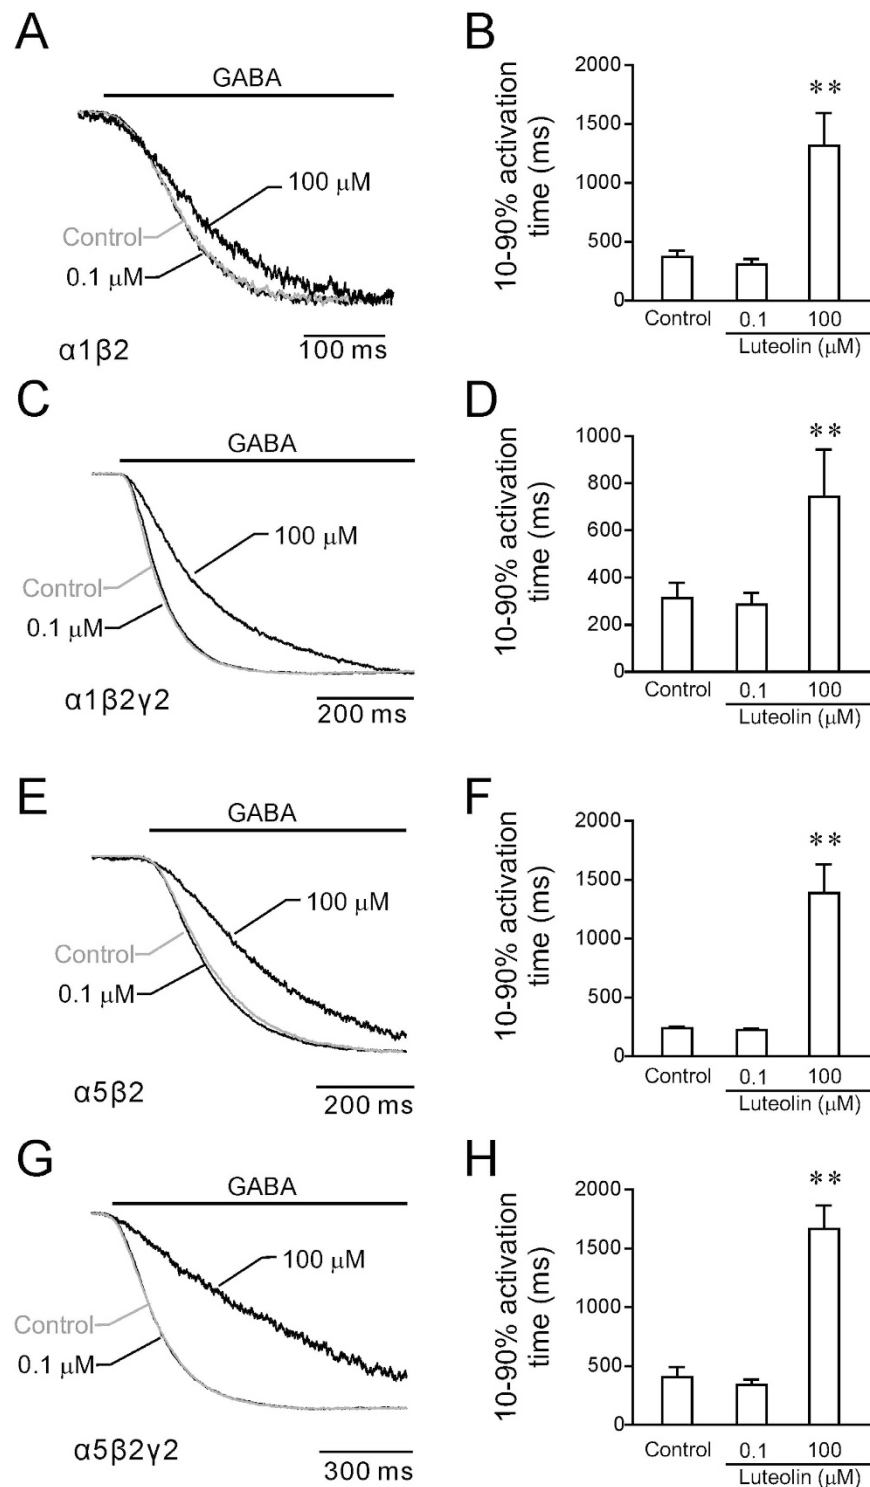 A
GABA
100 μM
Control
0.1 μM
α1β2
100 ms
B
10-90% activation
time (ms)
2000
1500
1000
500
0
**
Control
0.1
100
Luteolin (μM)
C
GABA
100 μM
Control
0.1 μM
α1β2γ2
200 ms
D
10-90% activation
time (ms)
1000
800
600
400
200
0
**
Control
0.1
100
Luteolin (μM)
E
GABA
100 μM
Control
0.1 μM
α5β2
200 ms
F
10-90% activation
time (ms)
2000
1500
1000
500
0
**
Control
0.1
100
Luteolin (μM)
G
GABA
100 μM
Control
0.1 μM
α5β2γ2
300 ms
H
10-90% activation
time (ms)
2000
1500
1000
500
0
**
Control
0.1
100
Luteolin (μM)